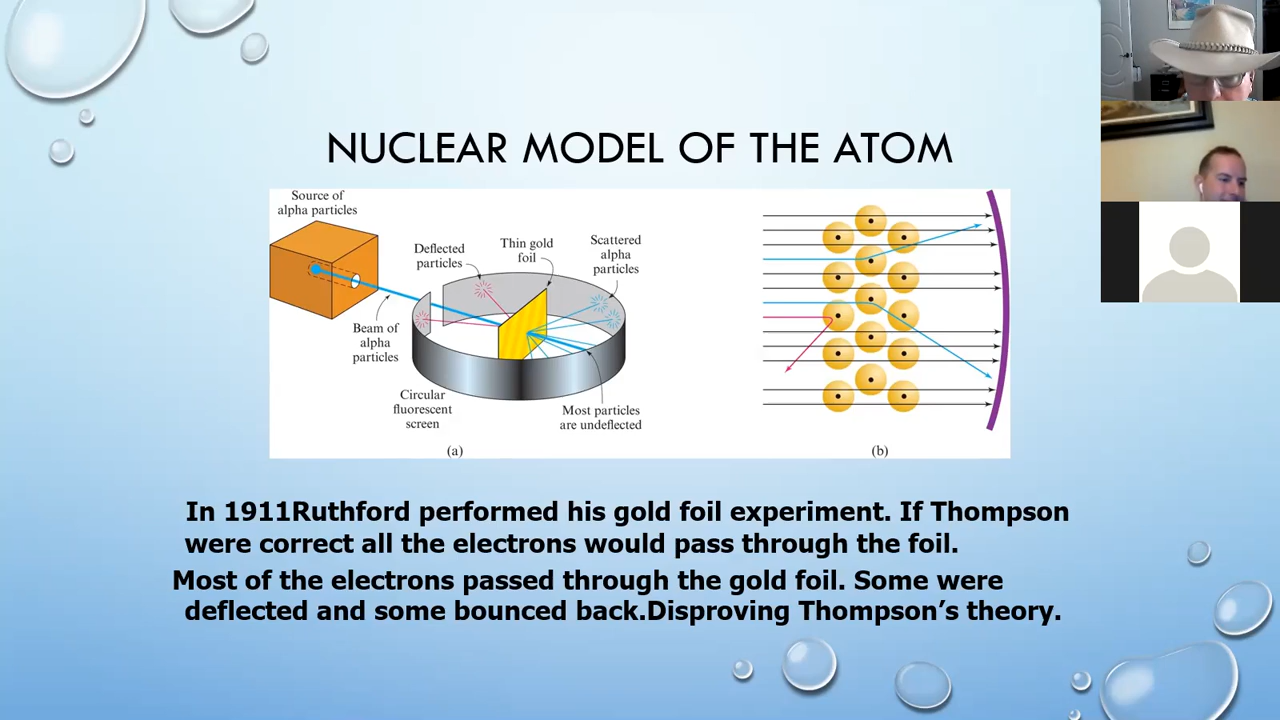 NUCLEAR MODEL OF THE ATOM
Source of
alpha particles
Deflected
particles
Thin gold
foil
Scattered
alpha
particles
Beam of
alpha
particles
Circular
fluorescent
screen
Most particles
are undeflected
(a)
(b)
In 1911Ruthford performed his gold foil experiment. If Thompson
were correct all the electrons would pass through the foil.
Most of the electrons passed through the gold foil. Some were
deflected and some bounced back.Disproving Thompson’s theory.